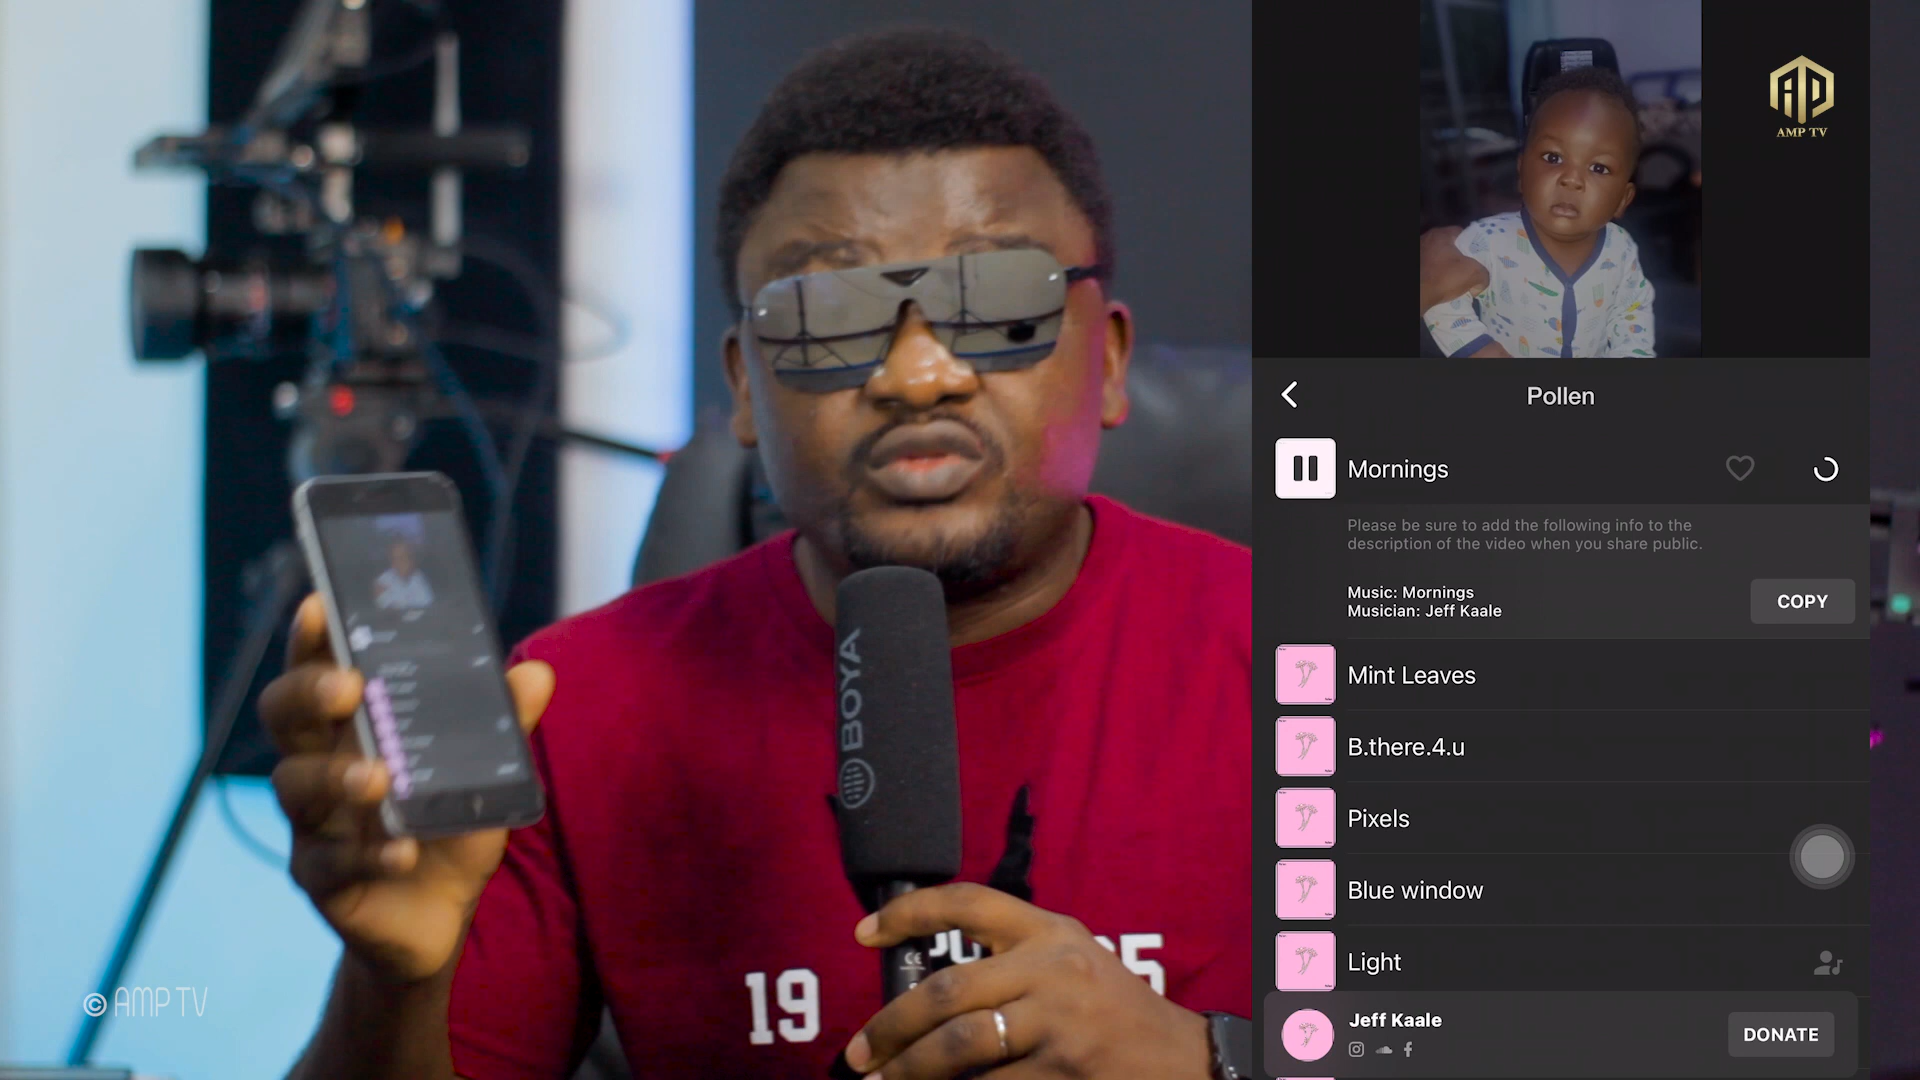 AMP TV
Pollen
Mornings
Please be sure to add the following info to the
description of the video when you share public.
Music: Mornings
Musician: Jeff Kaale
COPY
Mint Leaves
B.there.4.u
Pixels
Blue window
Light
Jeff Kaale
DONATE
BOYA
CE
19
© AMP TV